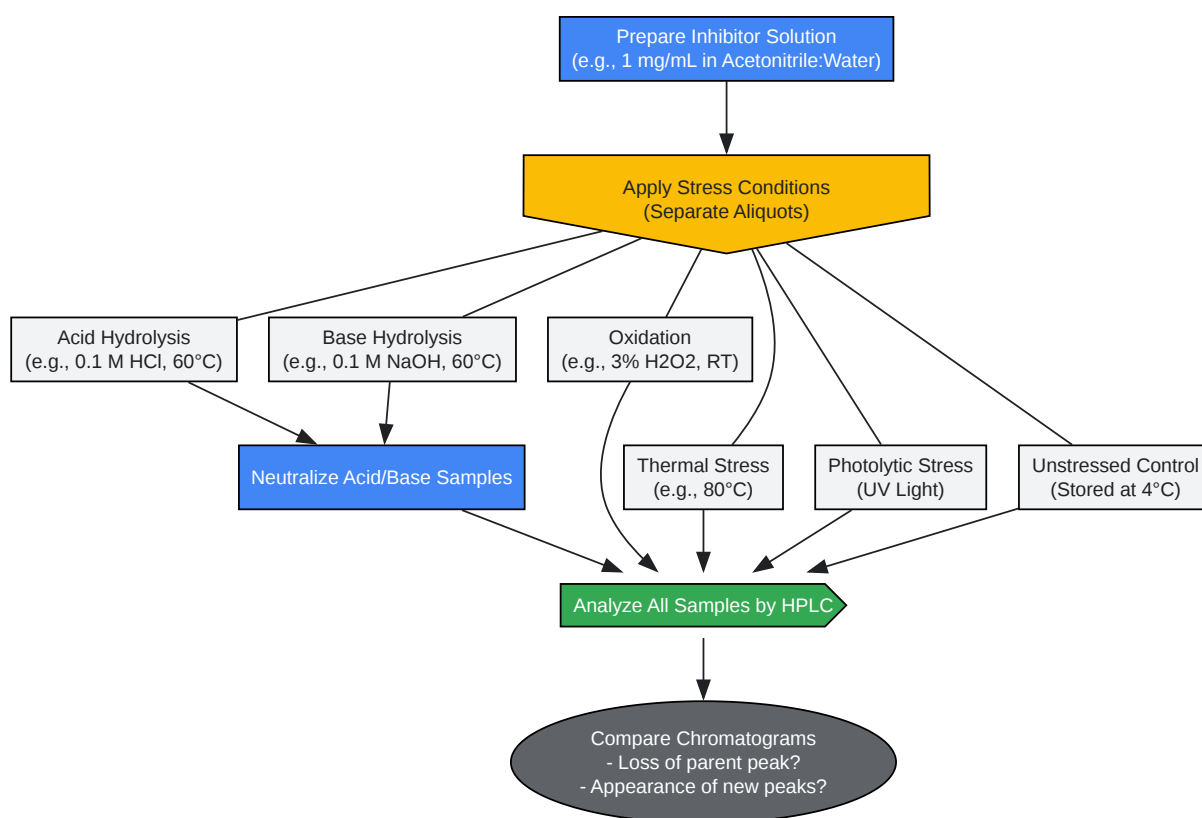 Prepare Inhibitor Solution
(e.g., 1 mg/mL in Acetonitrile:Water)
Apply Stress Conditions
(Separate Aliquots)
Acid Hydrolysis
(e.g., 0.1 M HCl, 60°C)
Base Hydrolysis
(e.g., 0.1 M NaOH, 60°C)
Oxidation
(e.g., 3% H2O2, RT)
Neutralize Acid/Base Samples
Thermal Stress
(e.g., 80°C)
Photolytic Stress
(UV Light)
Unstressed Control
(Stored at 4°C)
Analyze All Samples by HPLC
Compare Chromatograms
- Loss of parent peak?
- Appearance of new peaks?